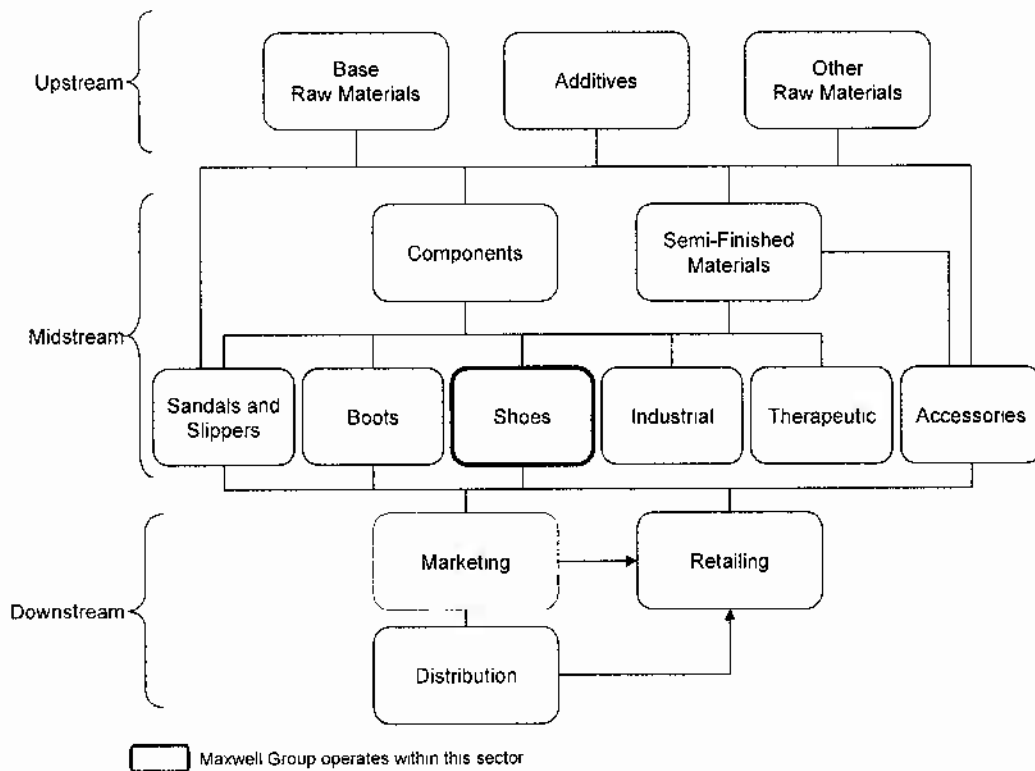 Upstream
Base
Raw Materials
Additives
Other
Raw Materials
Midstream
Components
Semi-Finished
Materials
Sandals and
Slippers
Boots
Shoes
Industrial
Therapeutic
Accessories
Downstream
Marketing
Retailing
Distribution
Maxwell Group operates within this sector